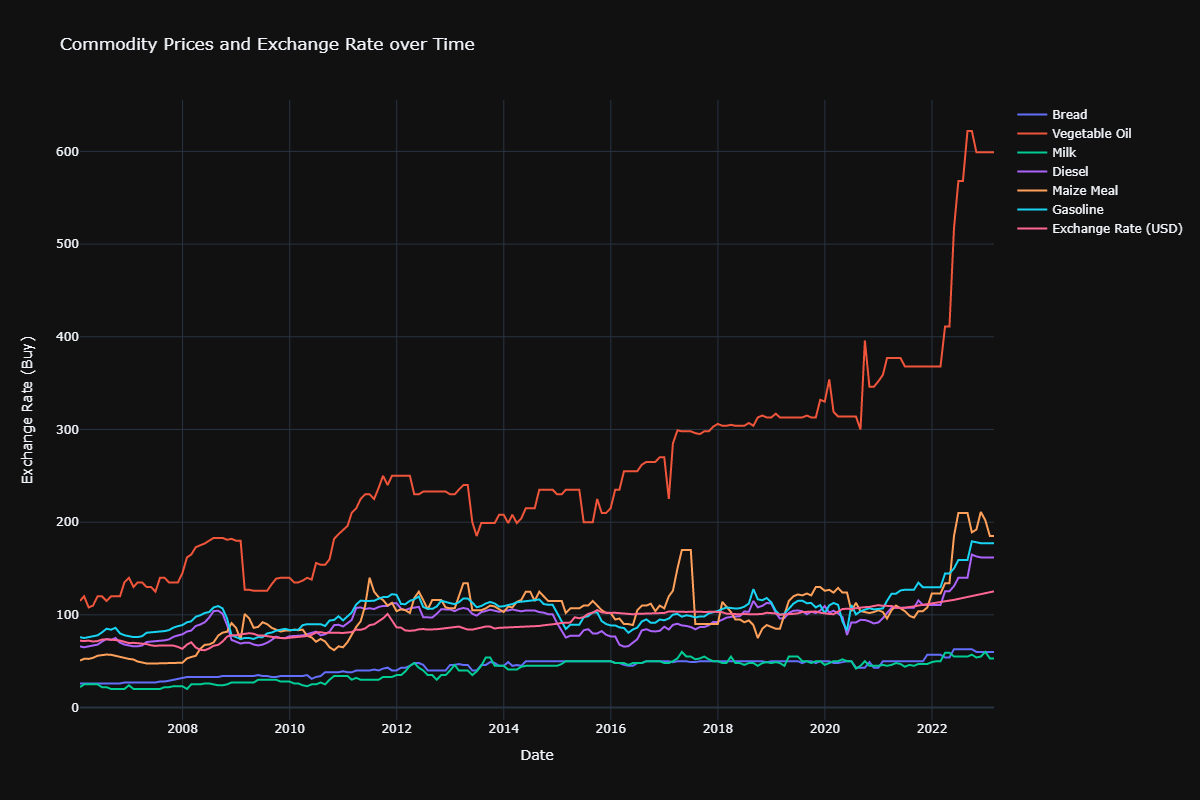 Commodity Prices and Exchange Rate over Time
Bread
Vegetable Oil
Milk
Diesel
Maize Meal
Gasoline
Exchange Rate (USD)
Exchange Rate (Buy)
600
500
400
300
200
100
0
2008
2010
2012
2014
2016
2018
2020
2022
Date